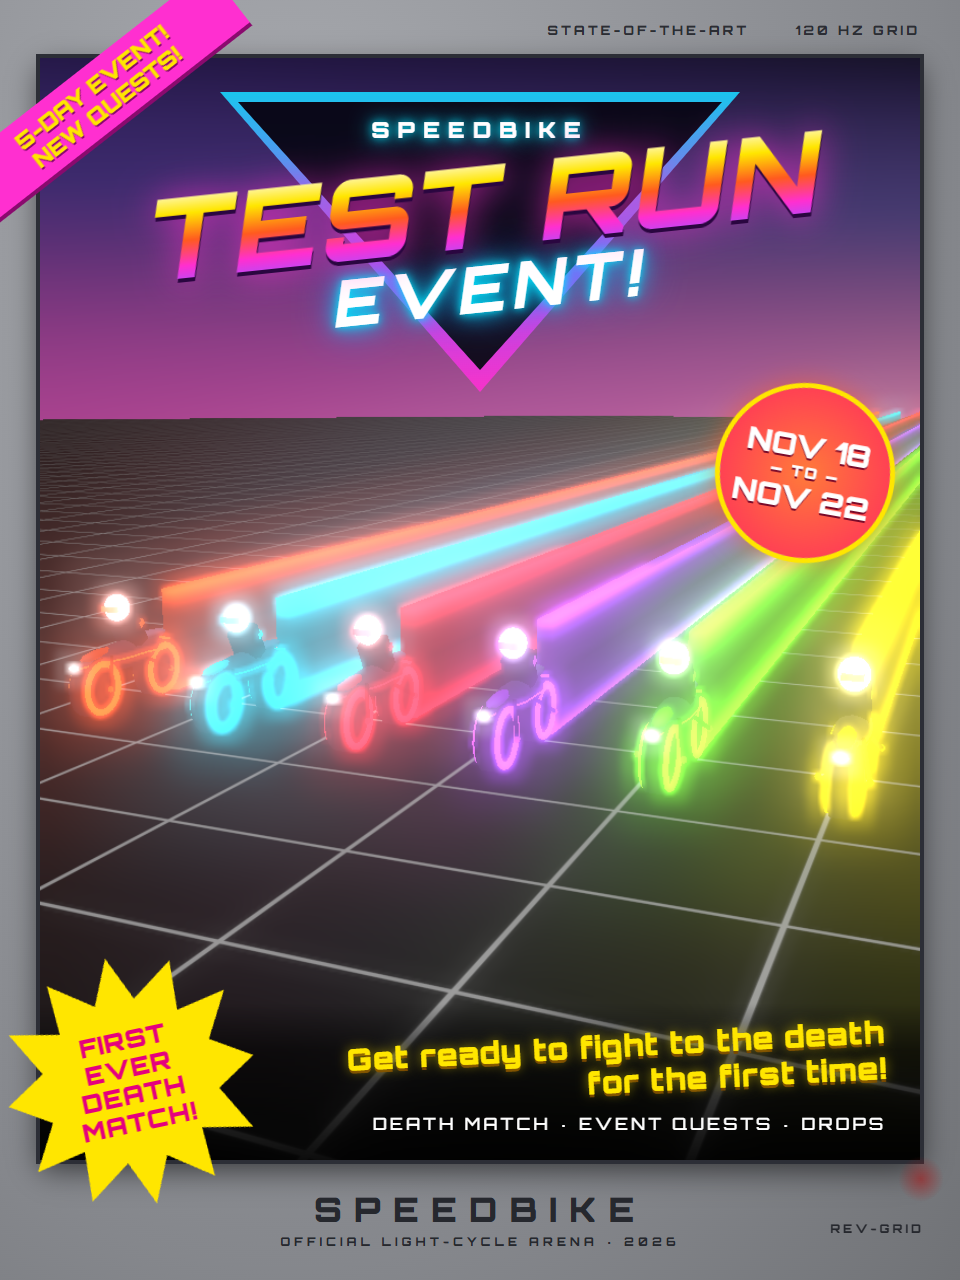 STATE-OF-THE-ART 120 HZ GRID
5-DAY EVENT!
NEW QUESTS!
SPEEDBIKE
TEST RUN
EVENT!
NOV 18
– TO –
NOV 22
FIRST
EVER
DEATH
MATCH!
Get ready to fight to the death
for the first time!
DEATH MATCH · EVENT QUESTS · DROPS
SPEEDBIKE
OFFICIAL LIGHT-CYCLE ARENA · 2026
REV-GRID